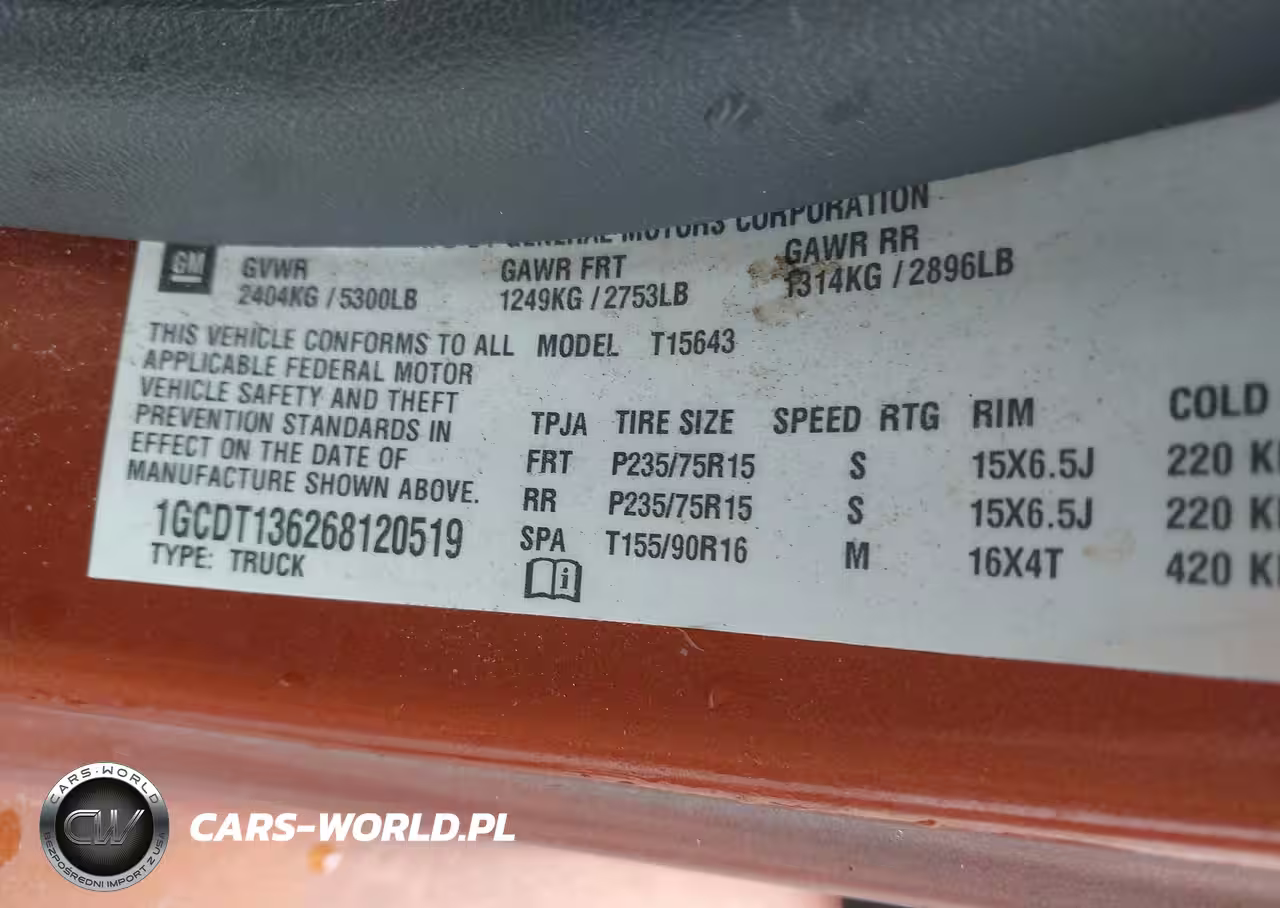 GENERAL MOTORS CORPORATION
GM
GVWR GAWR FRT GAWR RR
2404KG / 5300LB 1249KG / 2753LB 1314KG / 2896LB
THIS VEHICLE CONFORMS TO ALL MODEL T15643
APPLICABLE FEDERAL MOTOR
VEHICLE SAFETY AND THEFT
PREVENTION STANDARDS IN
EFFECT ON THE DATE OF
MANUFACTURE SHOWN ABOVE.
1GCDT136268120519
TYPE: TRUCK
TPJA TIRE SIZE SPEED RTG RIM COLD
FRT P235/75R15 S 15X6.5J 220
RR P235/75R15 S 15X6.5J 220
SPA T155/90R16 M 16X4T 420
i
CARS-WORLD
CW
BEZPOŚREDNI IMPORT Z USA
CARS-WORLD.PL